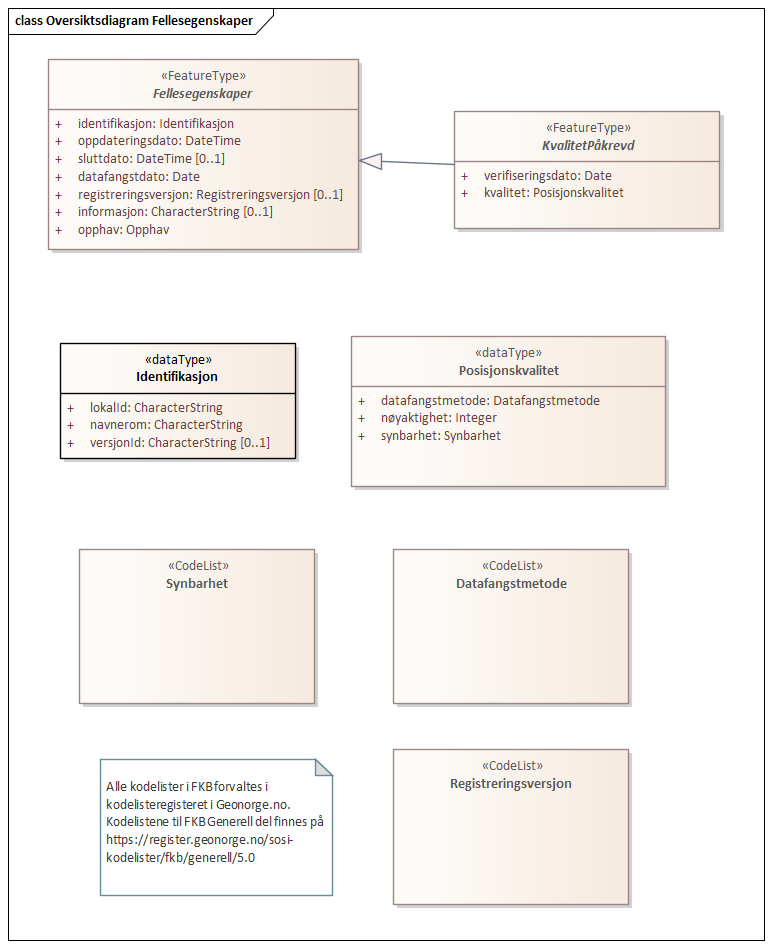 class Oversiktsdiagram Fellesegenskaper
«FeatureType»
Fellesegenskaper
+ identifikasjon: Identifikasjon
+ oppdateringsdato: DateTime
+ sluttdato: DateTime [0..1]
+ datafangstdato: Date
+ registreringsversjon: Registreringsversjon [0..1]
+ informasjon: CharacterString [0..1]
+ opphav: Opphav
«FeatureType»
KvalitetPåkrevd
+ verifiseringsdato: Date
+ kvalitet: Posisjonskvalitet
«dataType»
Identifikasjon
+ lokalId: CharacterString
+ navnerom: CharacterString
+ versjonId: CharacterString [0..1]
«dataType»
Posisjonskvalitet
+ datafangstmetode: Datafangstmetode
+ nøyaktighet: Integer
+ synbarhet: Synbarhet
«CodeList»
Synbarhet
«CodeList»
Datafangstmetode
Alle kodelister i FKB forvaltes i
kodelisteregisteret i Geonorge.no.
Kodelistene til FKB Generell del finnes på
https://register.geonorge.no/sosi-
kodelister/fkb/generell/5.0
«CodeList»
Registreringsversjon